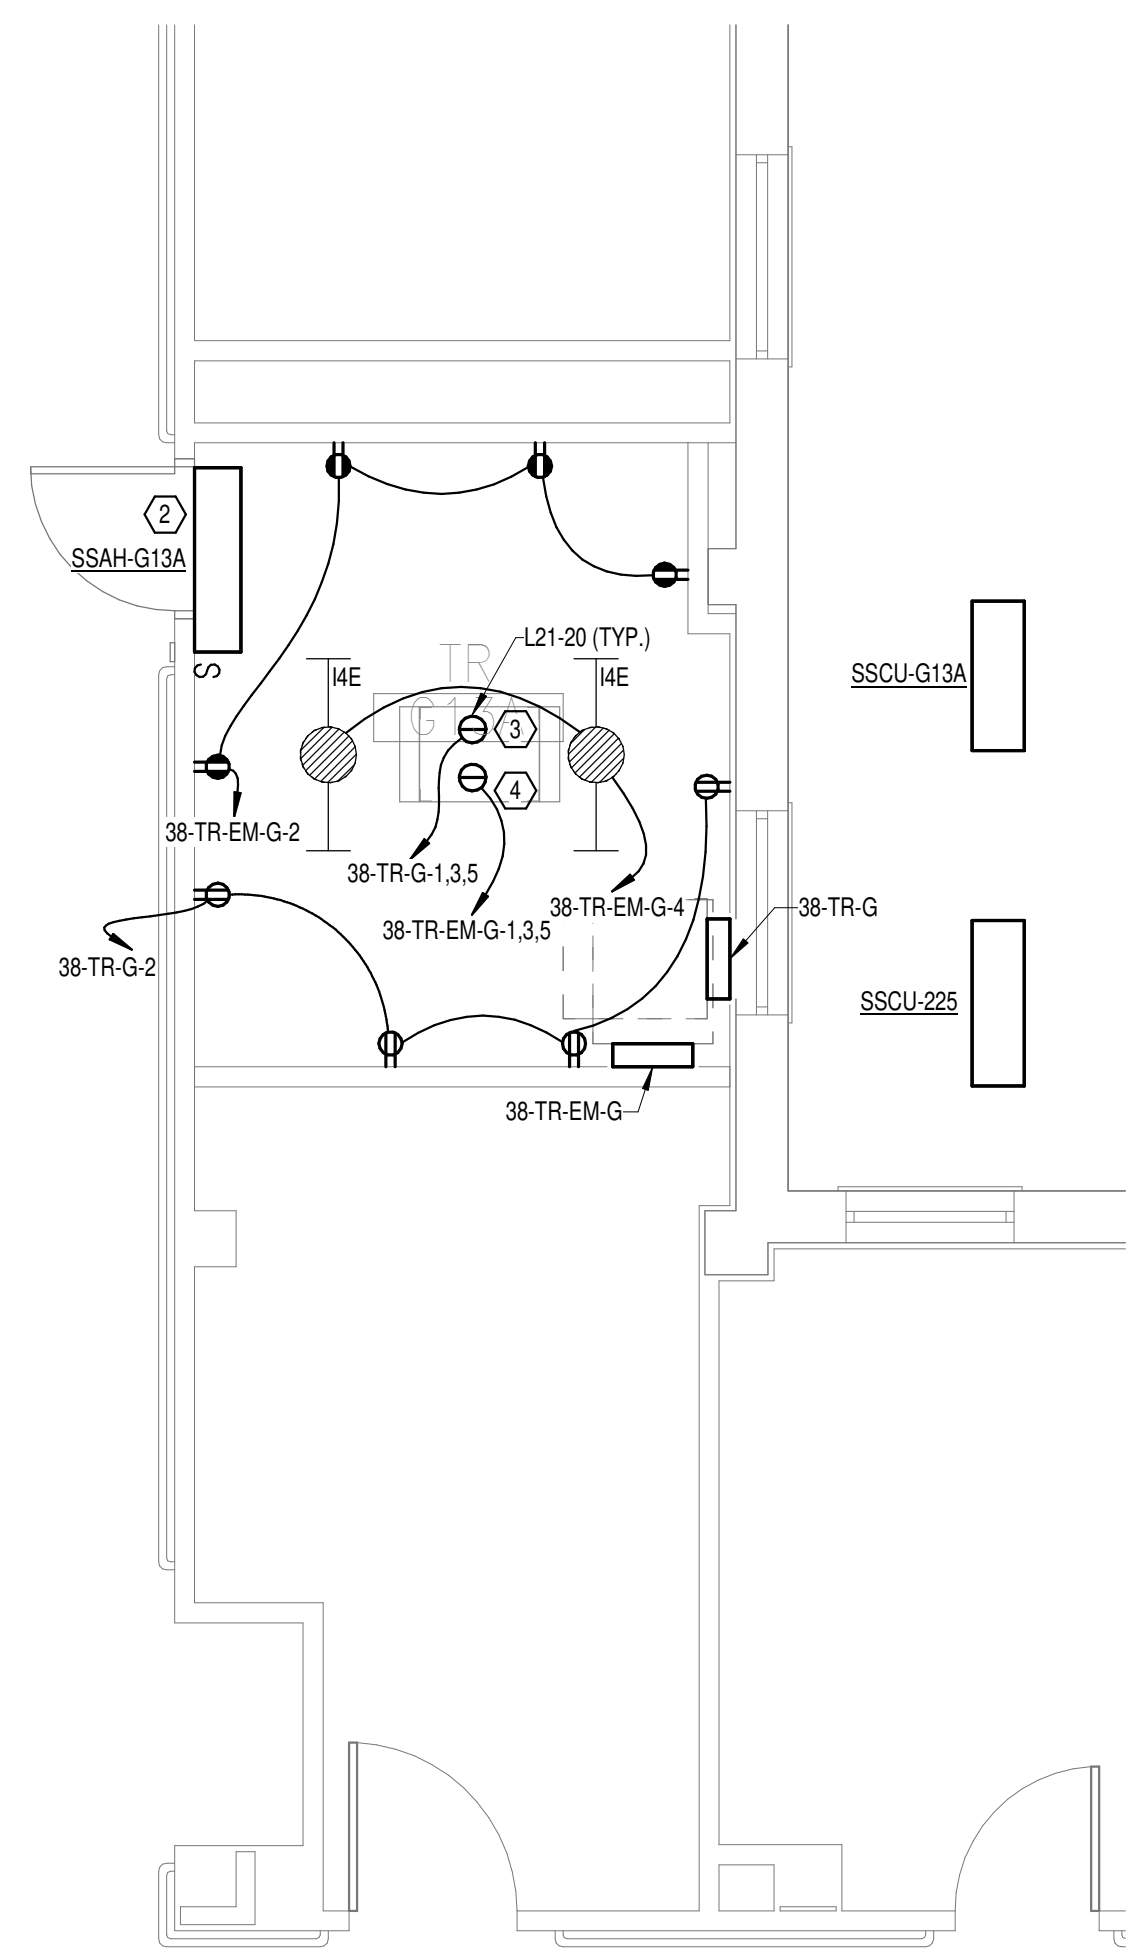 2
SSAH-G13A
L21-20 (TYP.)
TR
G13A
S
I4E
I4E
SSCU-G13A
3
4
38-TR-EM-G-2
38-TR-G-1,3,5
38-TR-EM-G-4
38-TR-G
38-TR-EM-G-1,3,5
38-TR-G-2
SSCU-225
38-TR-EM-G